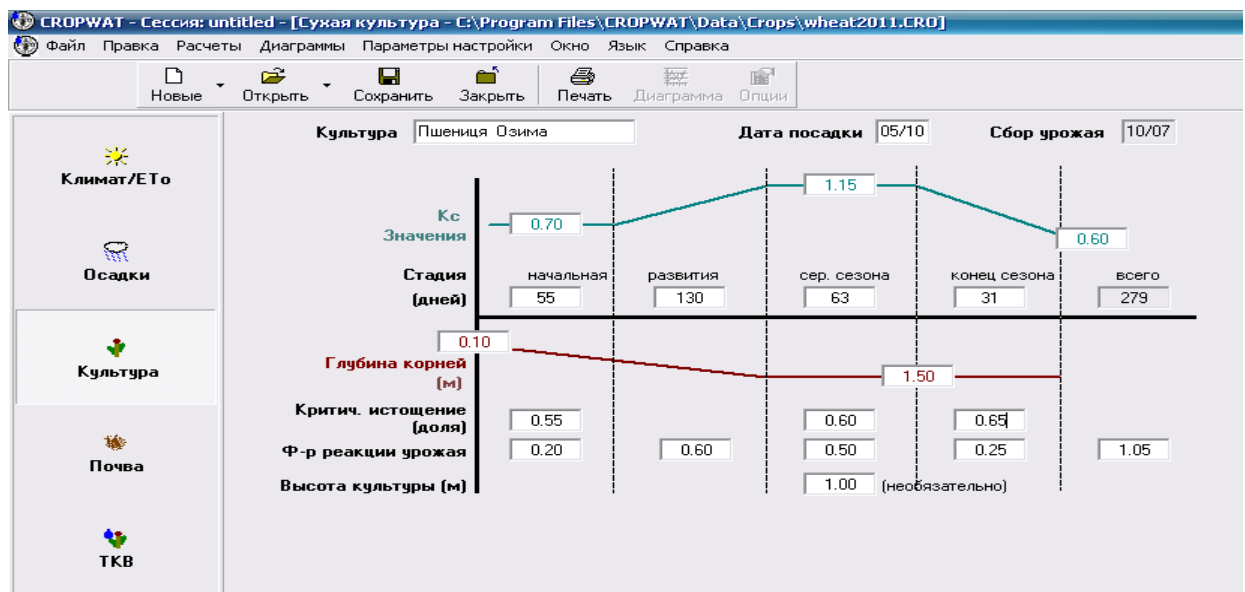 CROPWAT - Сессия: untitled - [Сухая культура - C:\Program Files\CROPWAT\Data\Crops\wheat2011.CRO]
Файл Правка Расчеты Диаграммы Параметры настройки Окно Язык Справка
Новые Открыть Сохранить Закрыть Печать Диаграмма Опции
Культура Пшениця Озима Дата посадки 05/10 Сбор урожая 10/07
Климат/ETo
Осадки
Культура
Почва
ТКВ
1.15
Kc 0.70
Значения 0.60
Стадия начальная развития сер. сезона конец сезона всего
(дней) 55 130 63 31 279
0.10
Глубина корней
(м) 1.50
Критич. истощение
(доля) 0.55 0.60 0.65
Ф-р реакции урожая 0.20 0.60 0.50 0.25 1.05
Высота культуры (м) 1.00 (необязательно)